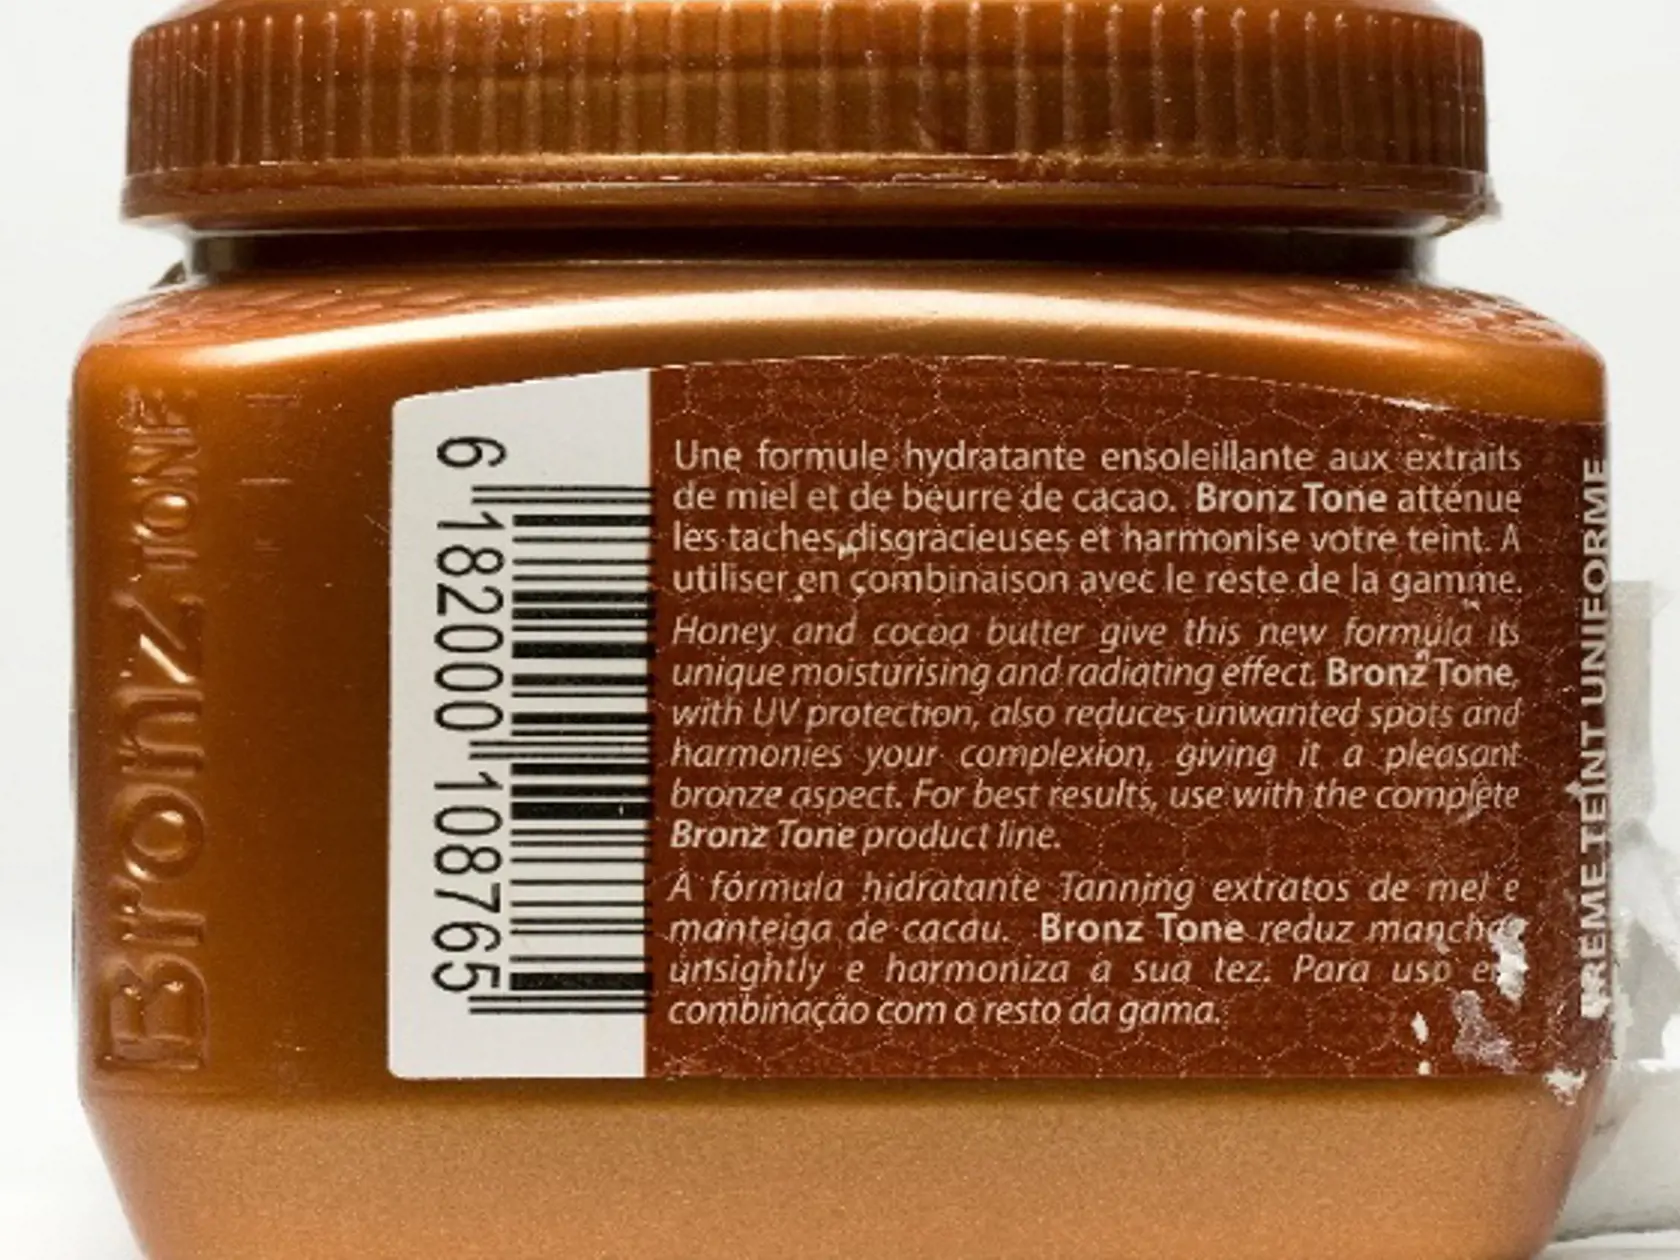 Bronz TONE
6 182000 108765
Une formule hydratante ensoleillante aux extraits
de miel et de beurre de cacao. Bronz Tone atténue
les taches disgracieuses et harmonise votre teint. A
utiliser en combinaison avec le reste de la gamme.
Honey and cocoa butter give this new formula its
unique moisturising and radiating effect. Bronz Tone,
with UV protection, also reduces unwanted spots and
harmonies your complexion, giving it a pleasant
bronze aspect. For best results, use with the complete
Bronz Tone product line.
A fórmula hidratante Tanning extratos de mel e
manteiga de cacau. Bronz Tone reduz
unsightly e harmoniza a sua tez. Para uso
combinação com o resto da gama.
TEINT UNIFORME